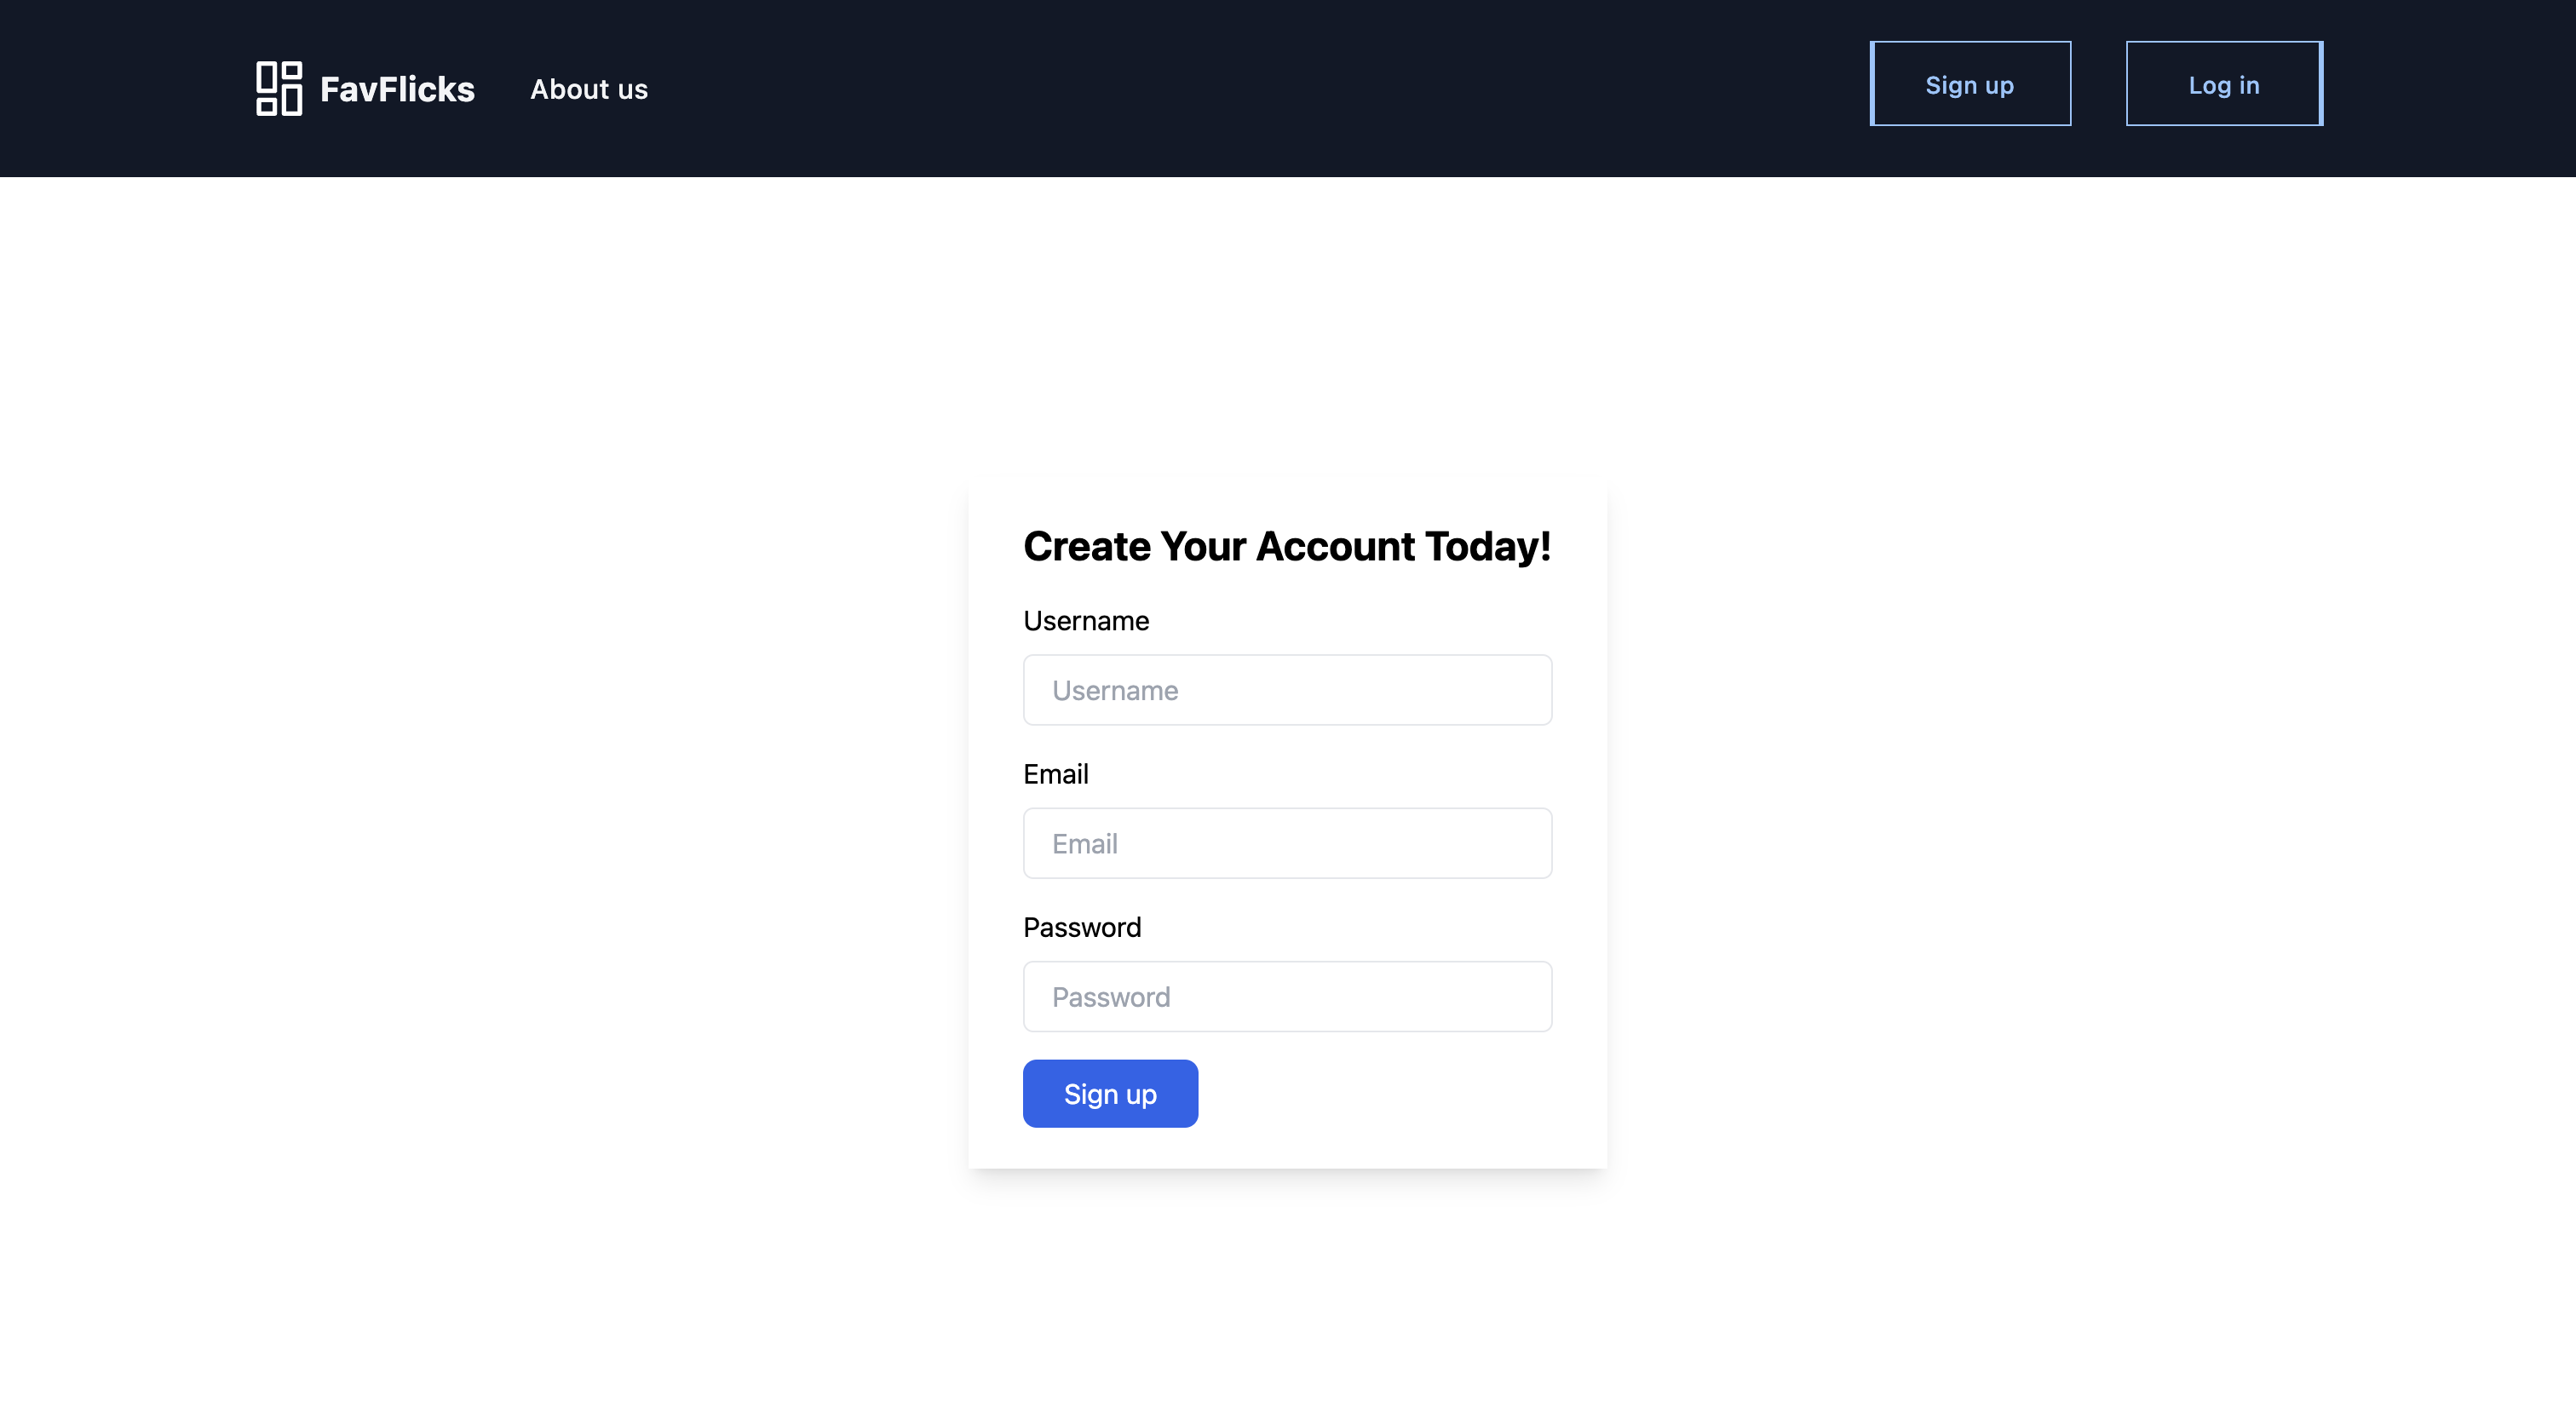 FavFlicks
About us
Sign up
Log in
Create Your Account Today!
Username
Username
Email
Email
Password
Password
Sign up